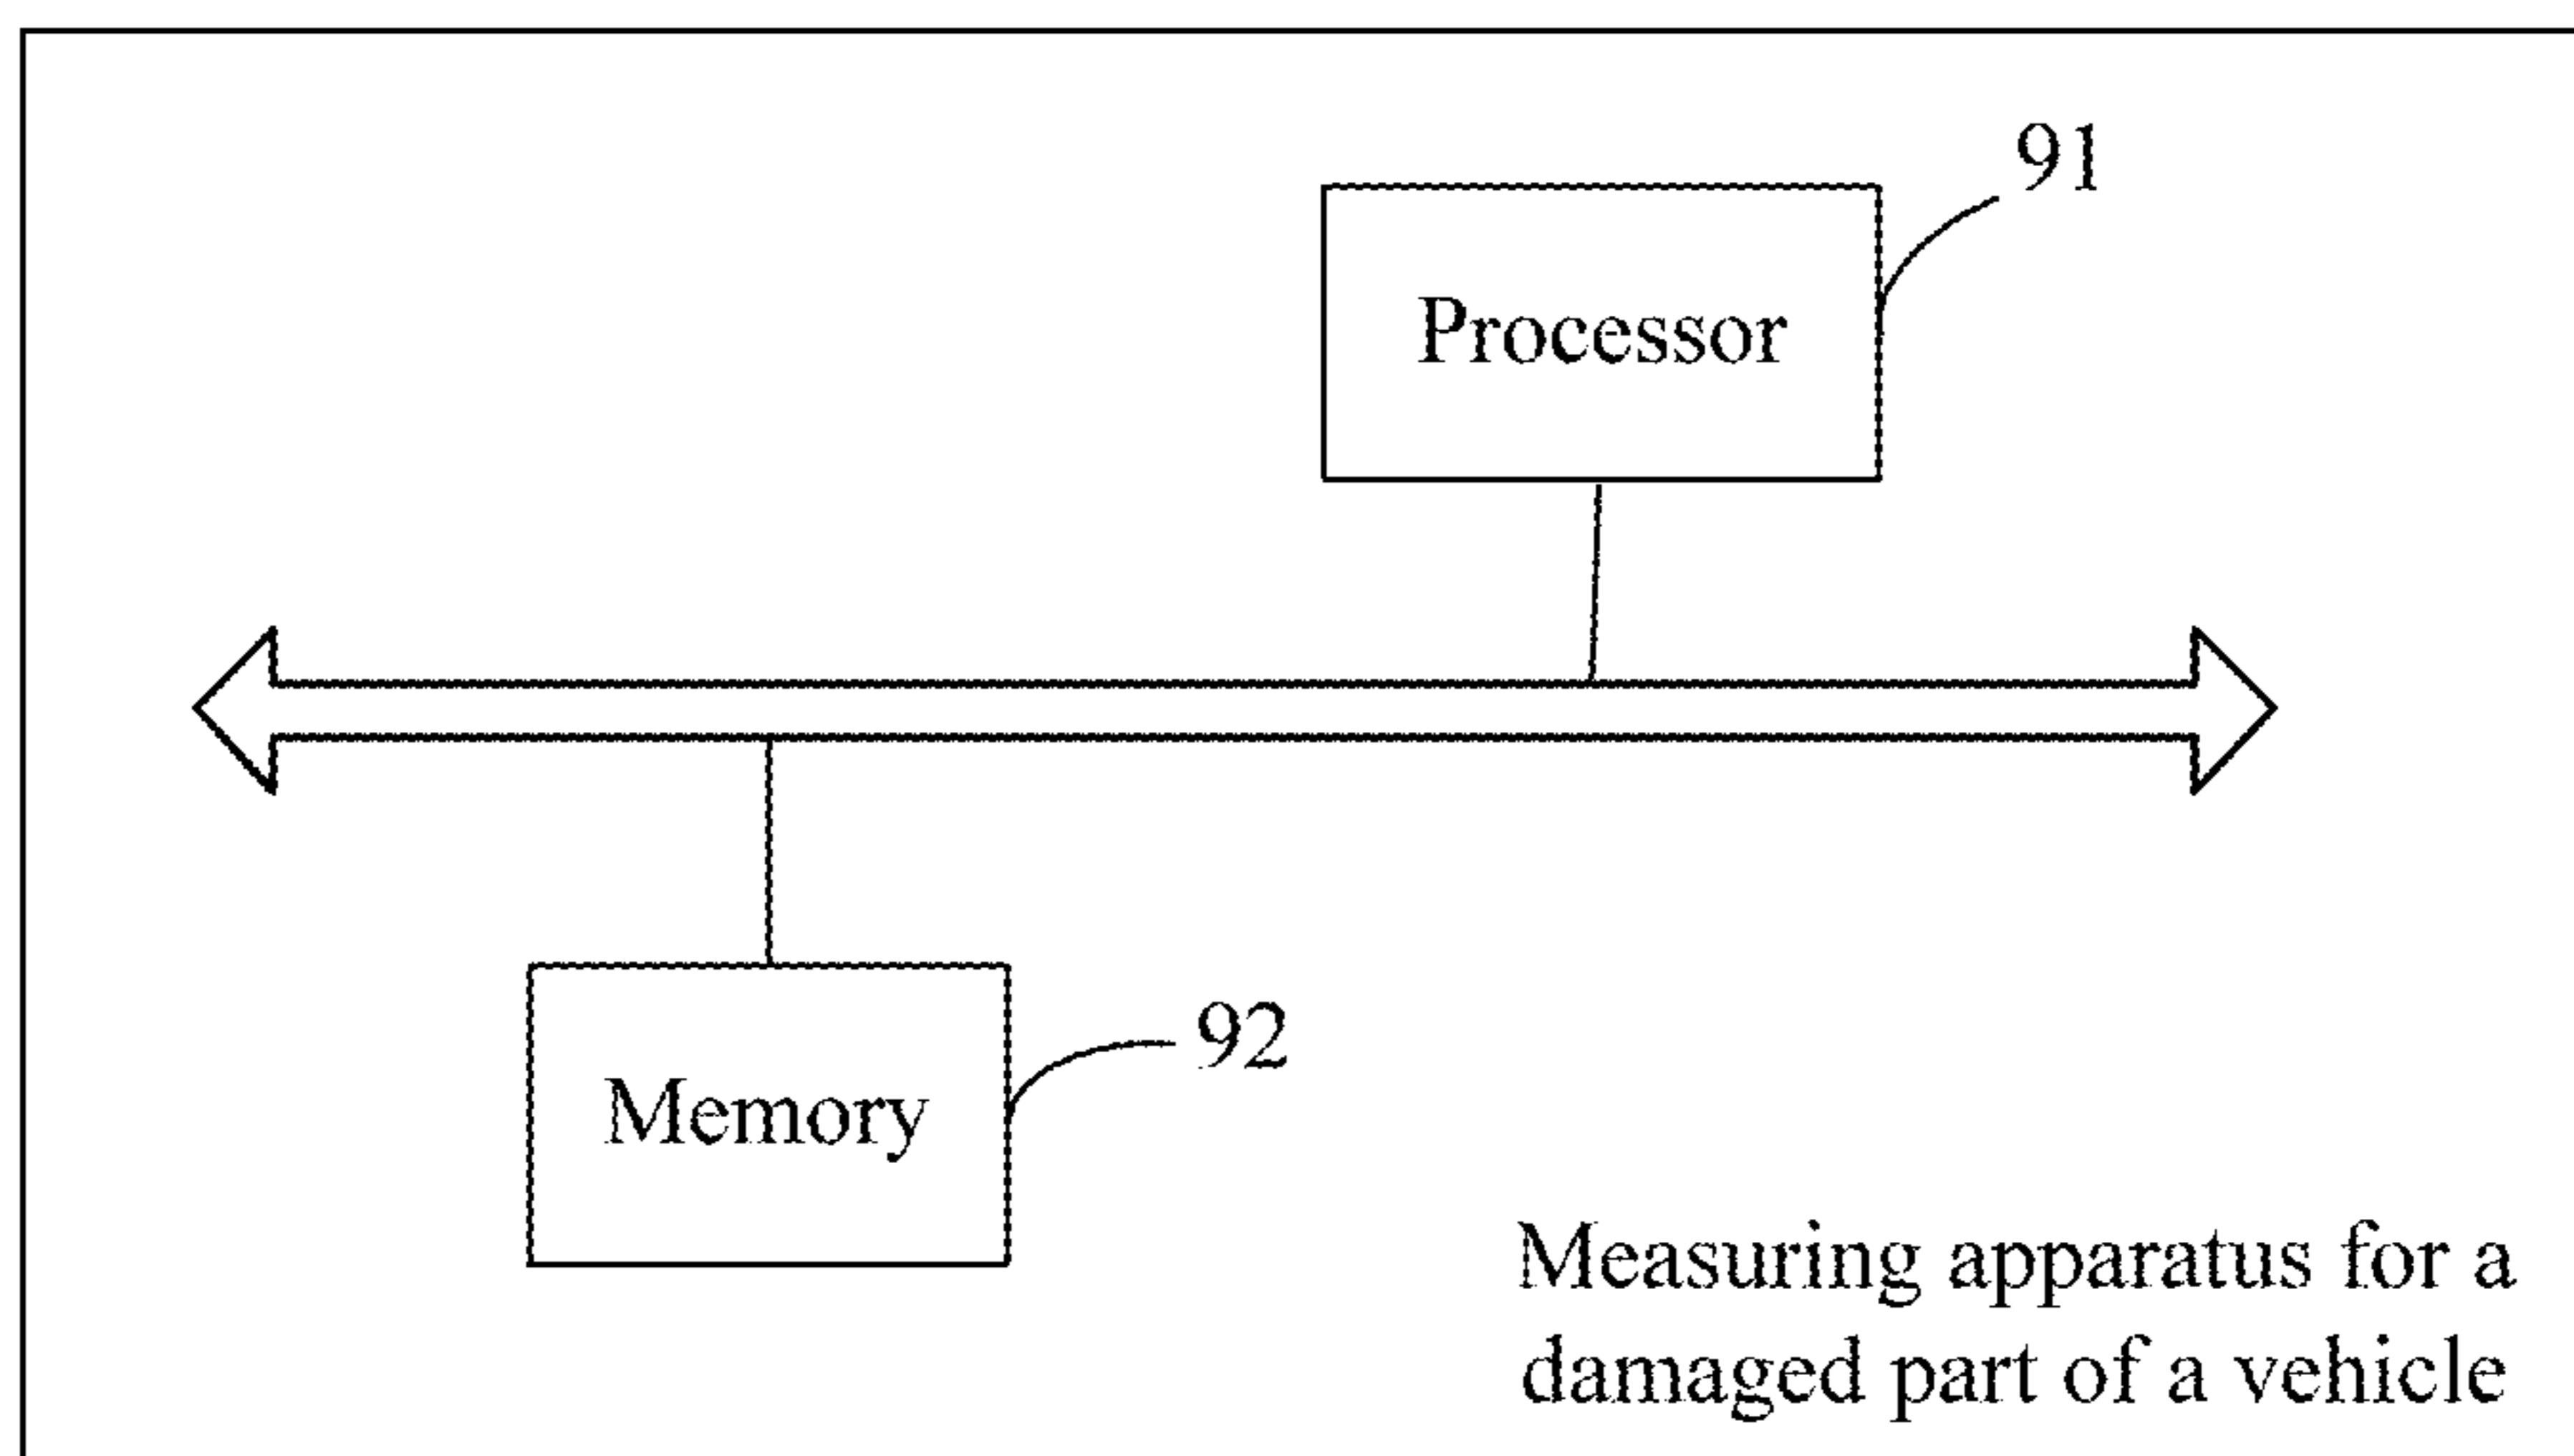 91
Processor
92
Memory
Measuring apparatus for a
damaged part of a vehicle